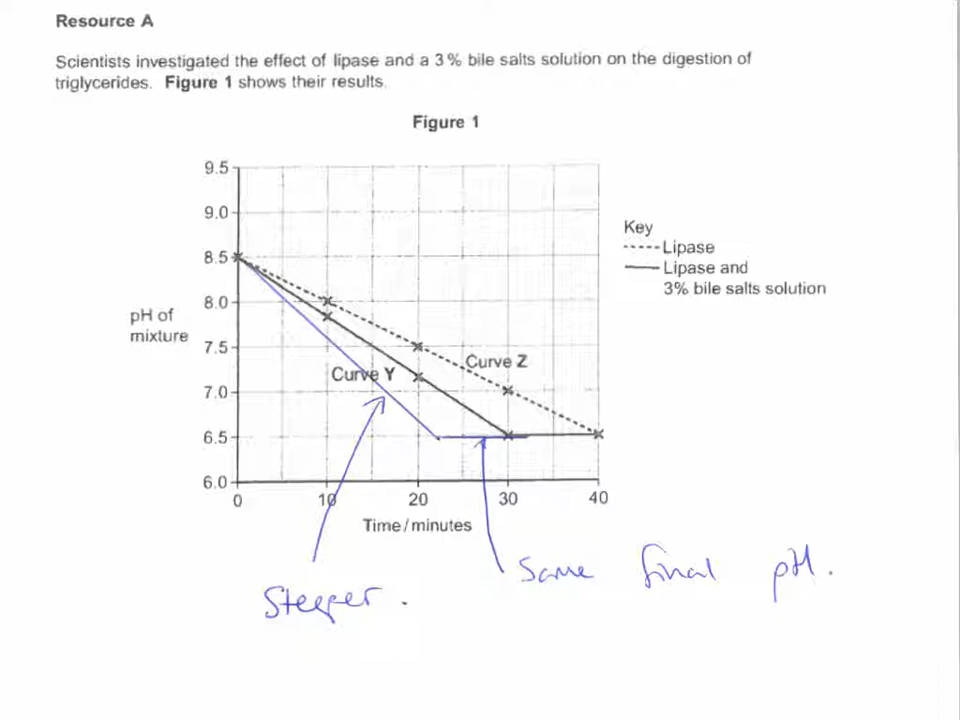 Resource A
Scientists investigated the effect of lipase and a 3% bile salts solution on the digestion of
triglycerides. Figure 1 shows their results.
Figure 1
9.5
9.0
8.5
8.0
7.5
7.0
6.5
6.0
pH of
mixture
Curve Y
Curve Z
Key
Lipase
Lipase and
3% bile salts solution
0 10 20 30 40
Time/minutes
Same final pH.
Steeper.